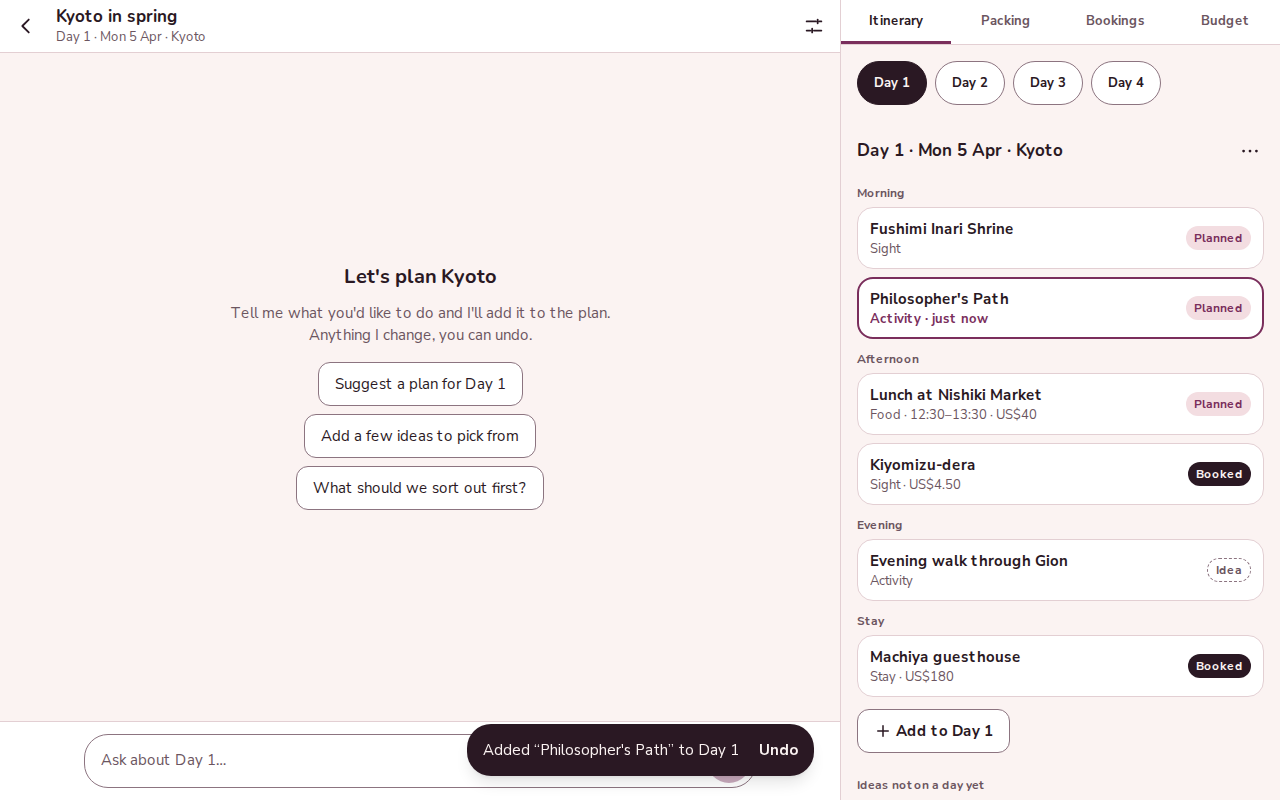 Kyoto in spring
Day 1 · Mon 5 Apr · Kyoto
Let's plan Kyoto
Tell me what you'd like to do and I'll add it to the plan.
Anything I change, you can undo.
Suggest a plan for Day 1
Add a few ideas to pick from
What should we sort out first?
Ask about Day 1...
Added “Philosopher's Path” to Day 1 Undo
Itinerary Packing Bookings Budget
Day 1 Day 2 Day 3 Day 4
Day 1 · Mon 5 Apr · Kyoto
Morning
Fushimi Inari Shrine
Sight
Planned
Philosopher's Path
Activity · just now
Planned
Afternoon
Lunch at Nishiki Market
Food · 12:30–13:30 · US$40
Planned
Kiyomizu-dera
Sight · US$4.50
Booked
Evening
Evening walk through Gion
Activity
Idea
Stay
Machiya guesthouse
Stay · US$180
Booked
+ Add to Day 1
Ideas not on a day yet